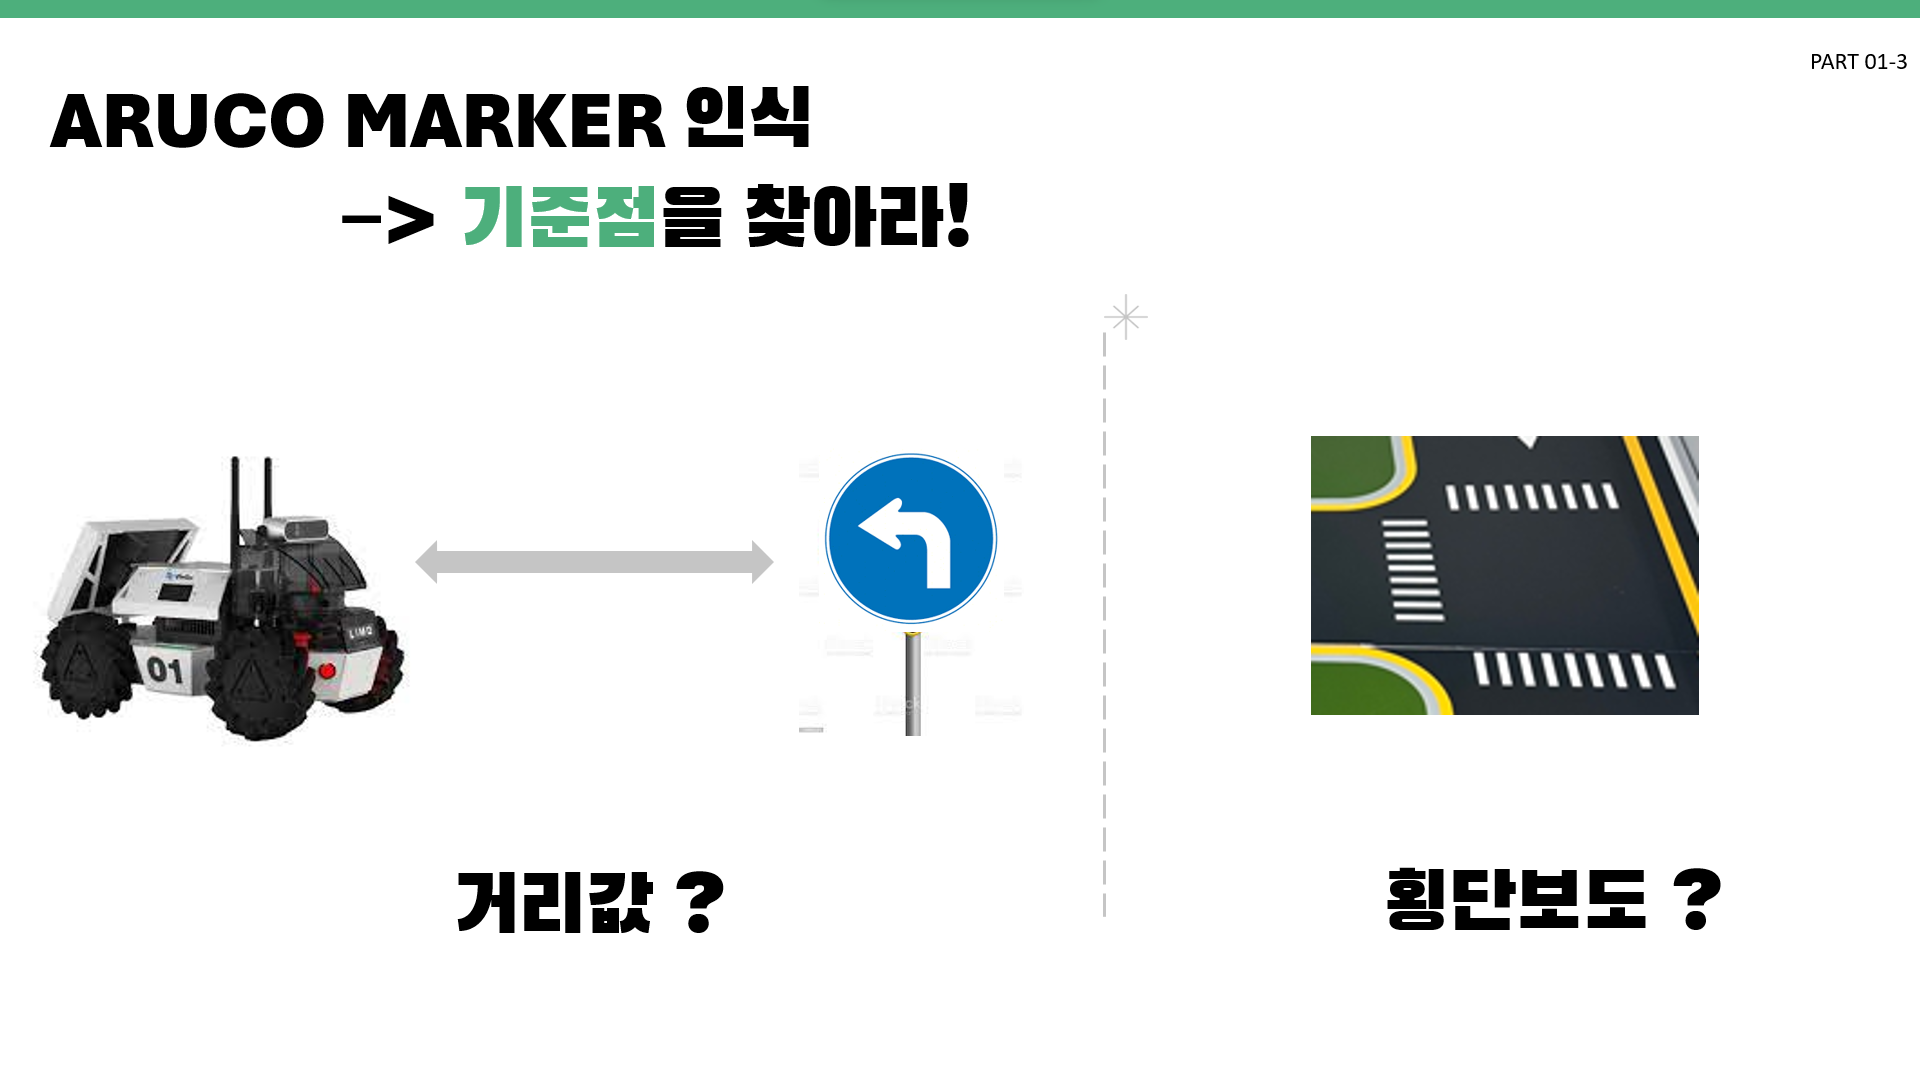 PART 01-3
ARUCO MARKER 인식
–> 기준점을 찾아라!
LIMO
01
거리값 ?
횡단보도 ?